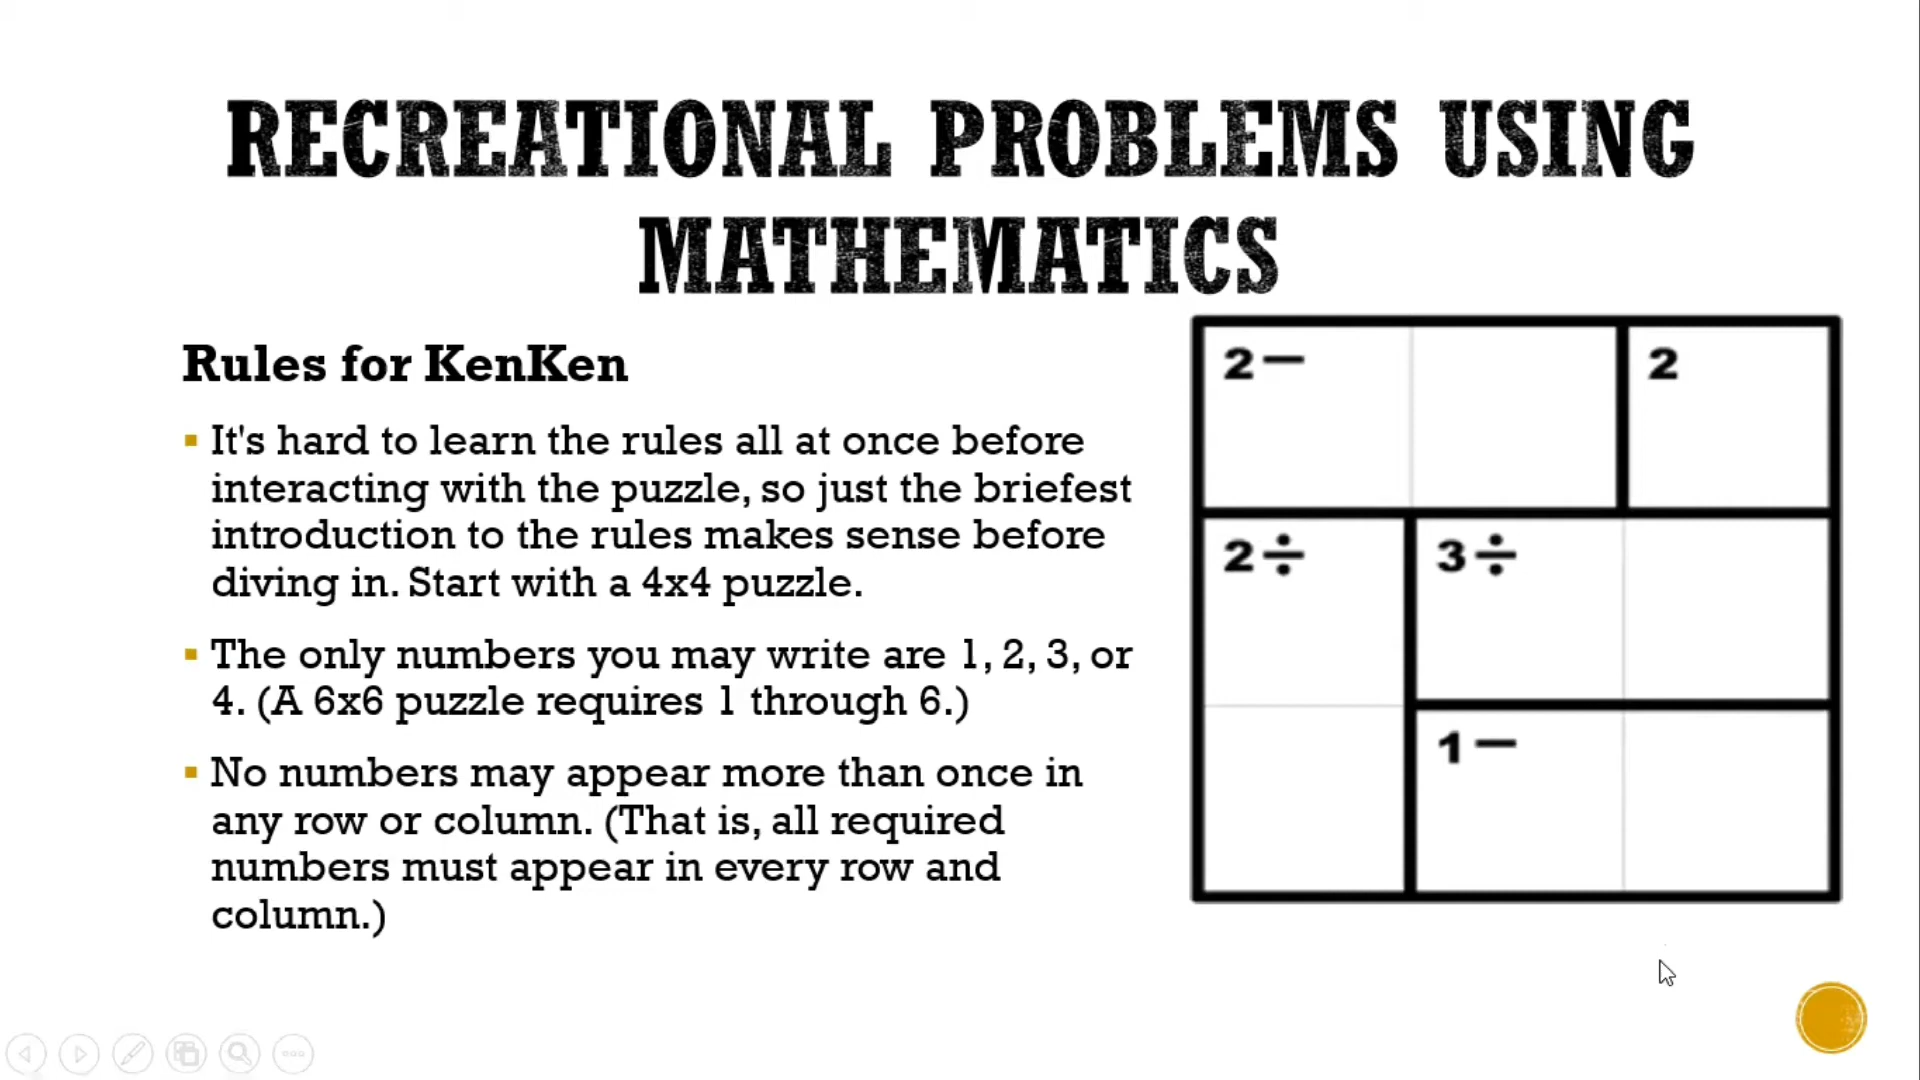 RECREATIONAL PROBLEMS USING
MATHEMATICS
Rules for KenKen
▪ It's hard to learn the rules all at once before
interacting with the puzzle, so just the briefest
introduction to the rules makes sense before
diving in. Start with a 4x4 puzzle.
▪ The only numbers you may write are 1, 2, 3, or
4. (A 6x6 puzzle requires 1 through 6.)
▪ No numbers may appear more than once in
any row or column. (That is, all required
numbers must appear in every row and
column.)
2− 2
2÷ 3÷
1−